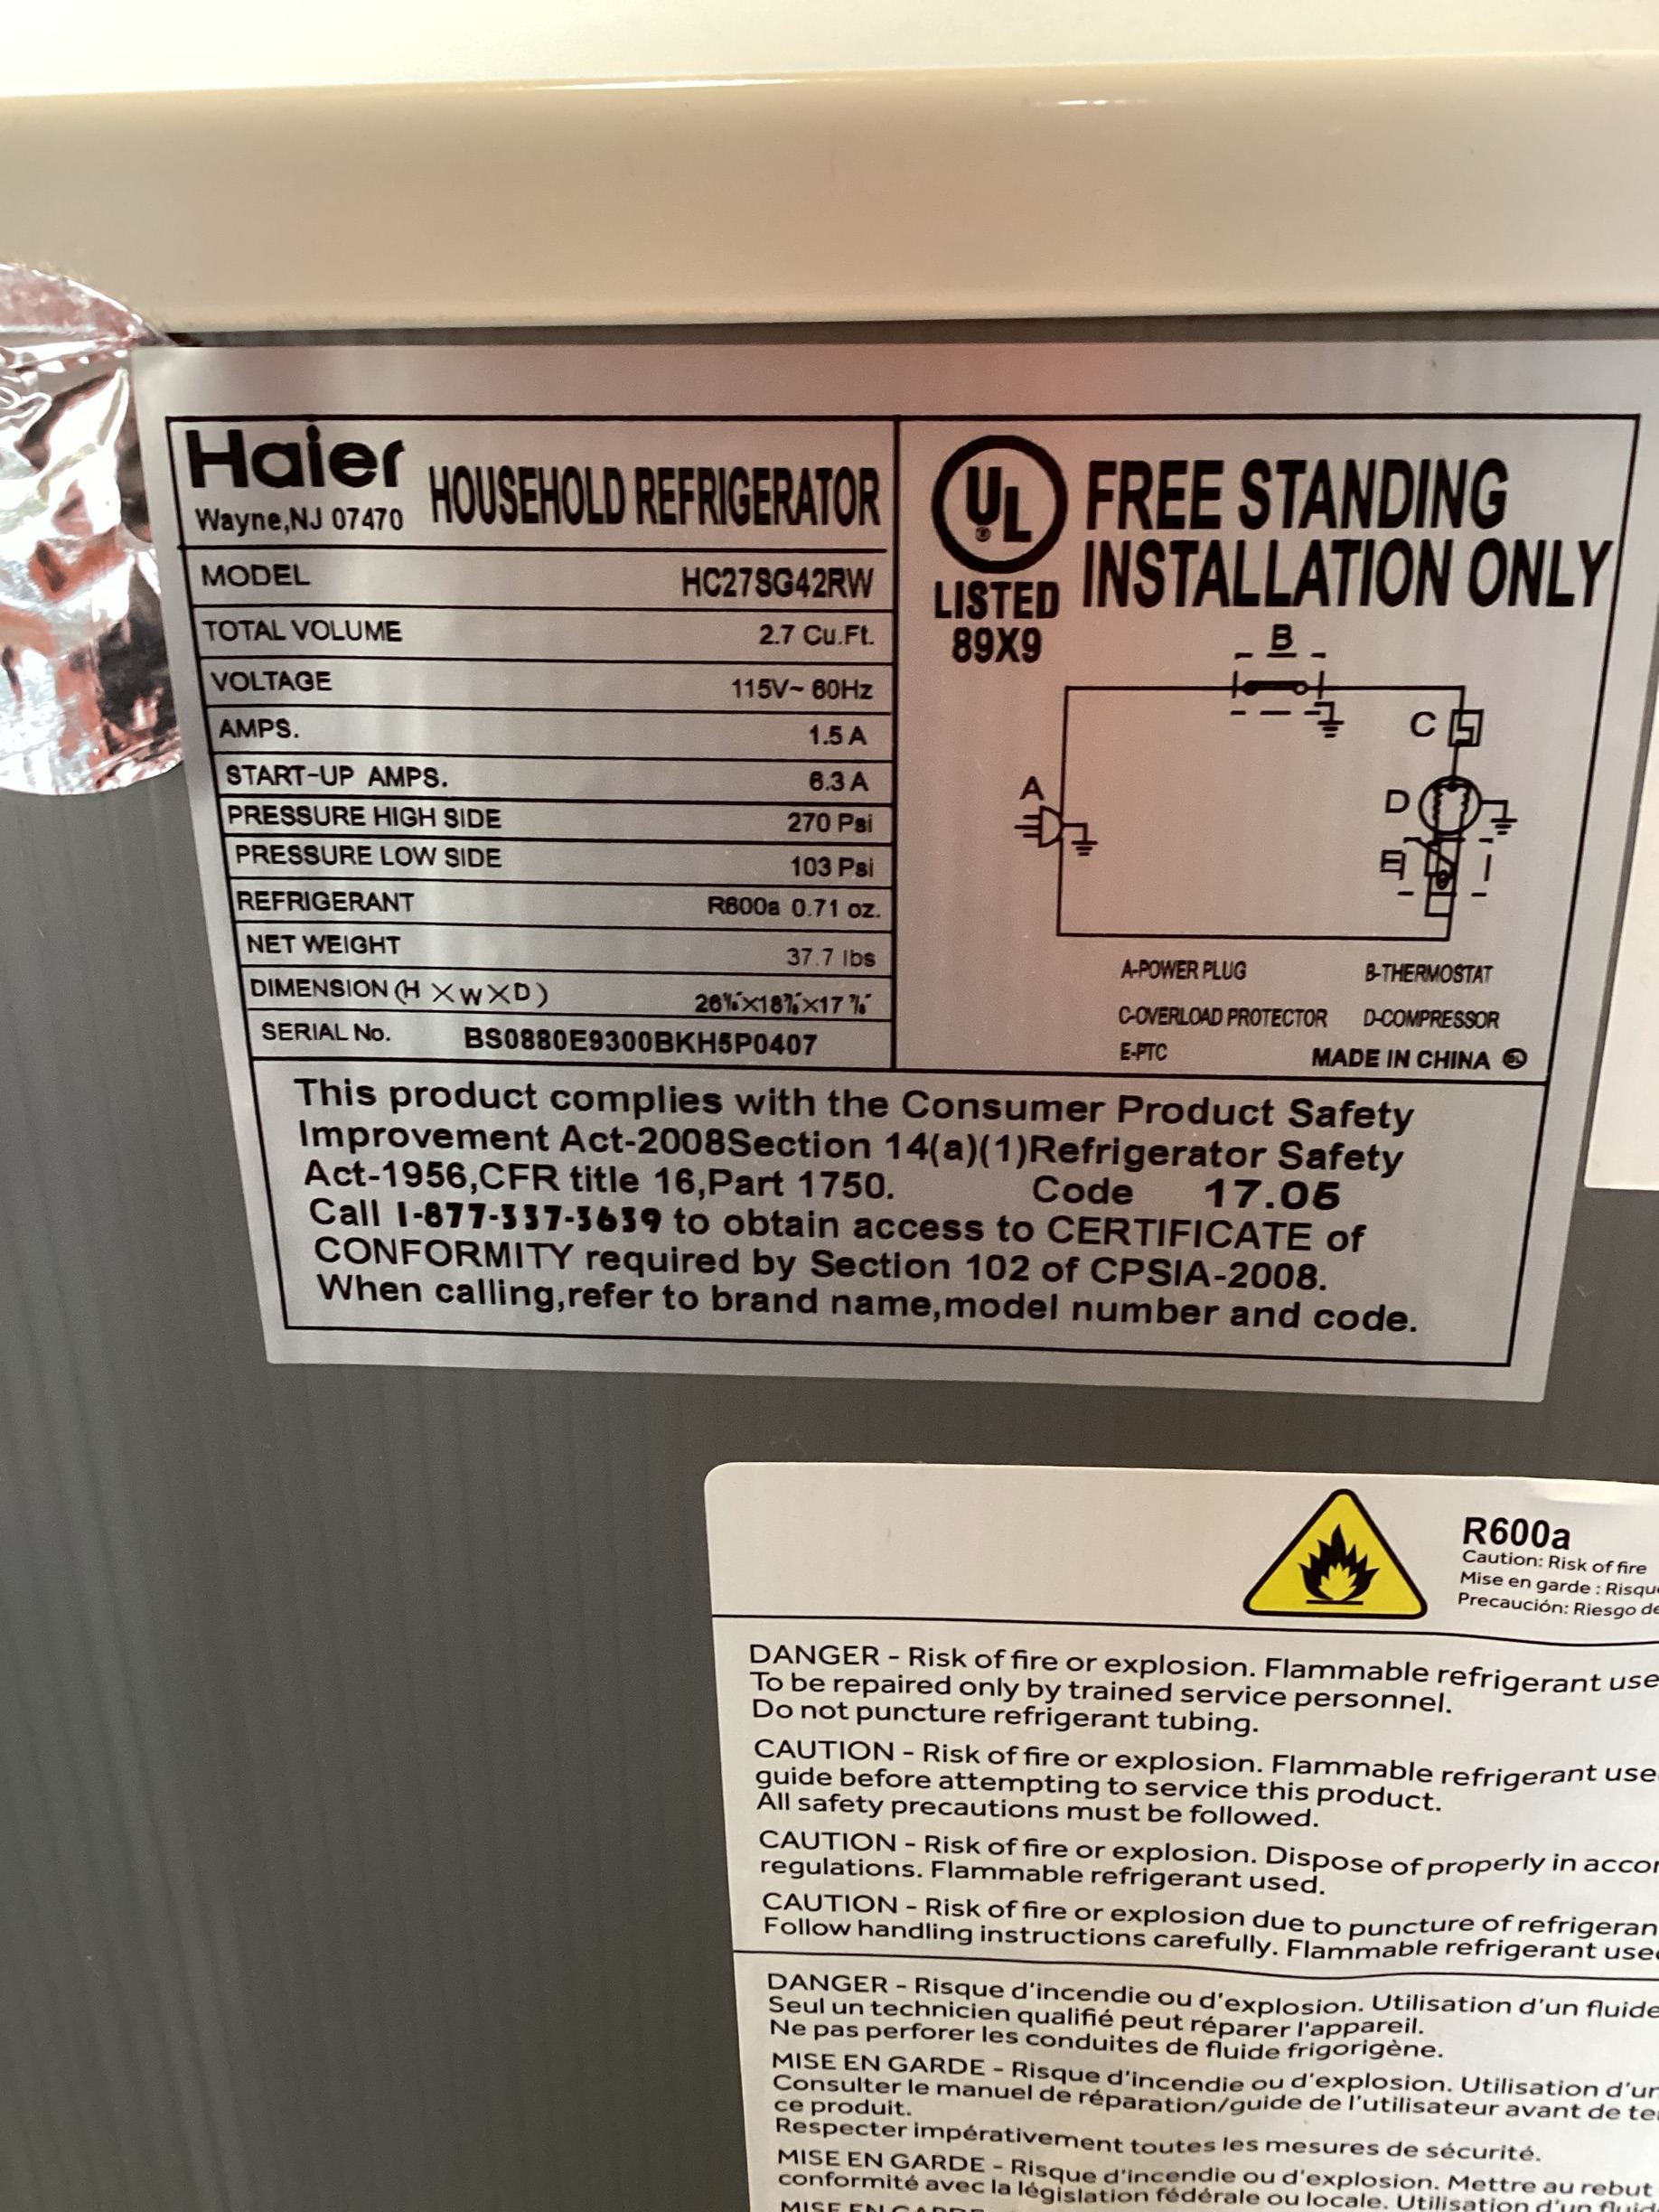 Haier
Wayne,NJ 07470
HOUSEHOLD REFRIGERATOR
MODEL HC27SG42RW
TOTAL VOLUME 2.7 Cu.Ft.
VOLTAGE 115V~ 60Hz
AMPS. 1.5 A
START-UP AMPS. 6.3 A
PRESSURE HIGH SIDE 270 Psi
PRESSURE LOW SIDE 103 Psi
REFRIGERANT R600a 0.71 oz.
NET WEIGHT 37.7 lbs
DIMENSION (H X W X D)
SERIAL No. BS0880E9300BKH5P0407
UL
LISTED
89X9
FREE STANDING
INSTALLATION ONLY
B
C
A
D
E
A-POWER PLUG B-THERMOSTAT
C-OVERLOAD PROTECTOR D-COMPRESSOR
E-PTC MADE IN CHINA
This product complies with the Consumer Product Safety
Improvement Act-2008Section 14(a)(1)Refrigerator Safety
Act-1956,CFR title 16,Part 1750. Code 17.05
Call 1-877-337-3639 to obtain access to CERTIFICATE of
CONFORMITY required by Section 102 of CPSIA-2008.
When calling,refer to brand name,model number and code.
R600a
Caution: Risk of fire
Mise en garde : Risqu
Precaución: Riesgo de
DANGER - Risk of fire or explosion. Flammable refrigerant use
To be repaired only by trained service personnel.
Do not puncture refrigerant tubing.
CAUTION - Risk of fire or explosion. Flammable refrigerant use
guide before attempting to service this product.
All safety precautions must be followed.
CAUTION - Risk of fire or explosion. Dispose of properly in accor
regulations. Flammable refrigerant used.
CAUTION - Risk of fire or explosion due to puncture of refrigeran
Follow handling instructions carefully. Flammable refrigerant use
DANGER - Risque d'incendie ou d'explosion. Utilisation d'un fluide
Seul un technicien qualifié peut réparer l'appareil.
Ne pas perforer les conduites de fluide frigorigène.
MISE EN GARDE - Risque d'incendie ou d'explosion. Utilisation d'un
Consulter le manuel de réparation/guide de l'utilisateur avant de te
ce produit.
Respecter impérativement toutes les mesures de sécurité.
MISE EN GARDE - Risque d'incendie ou d'explosion. Mettre au rebut
conformité avec la législation fédérale ou locale. Utilisation d'un fluid
MISE EN GARDE